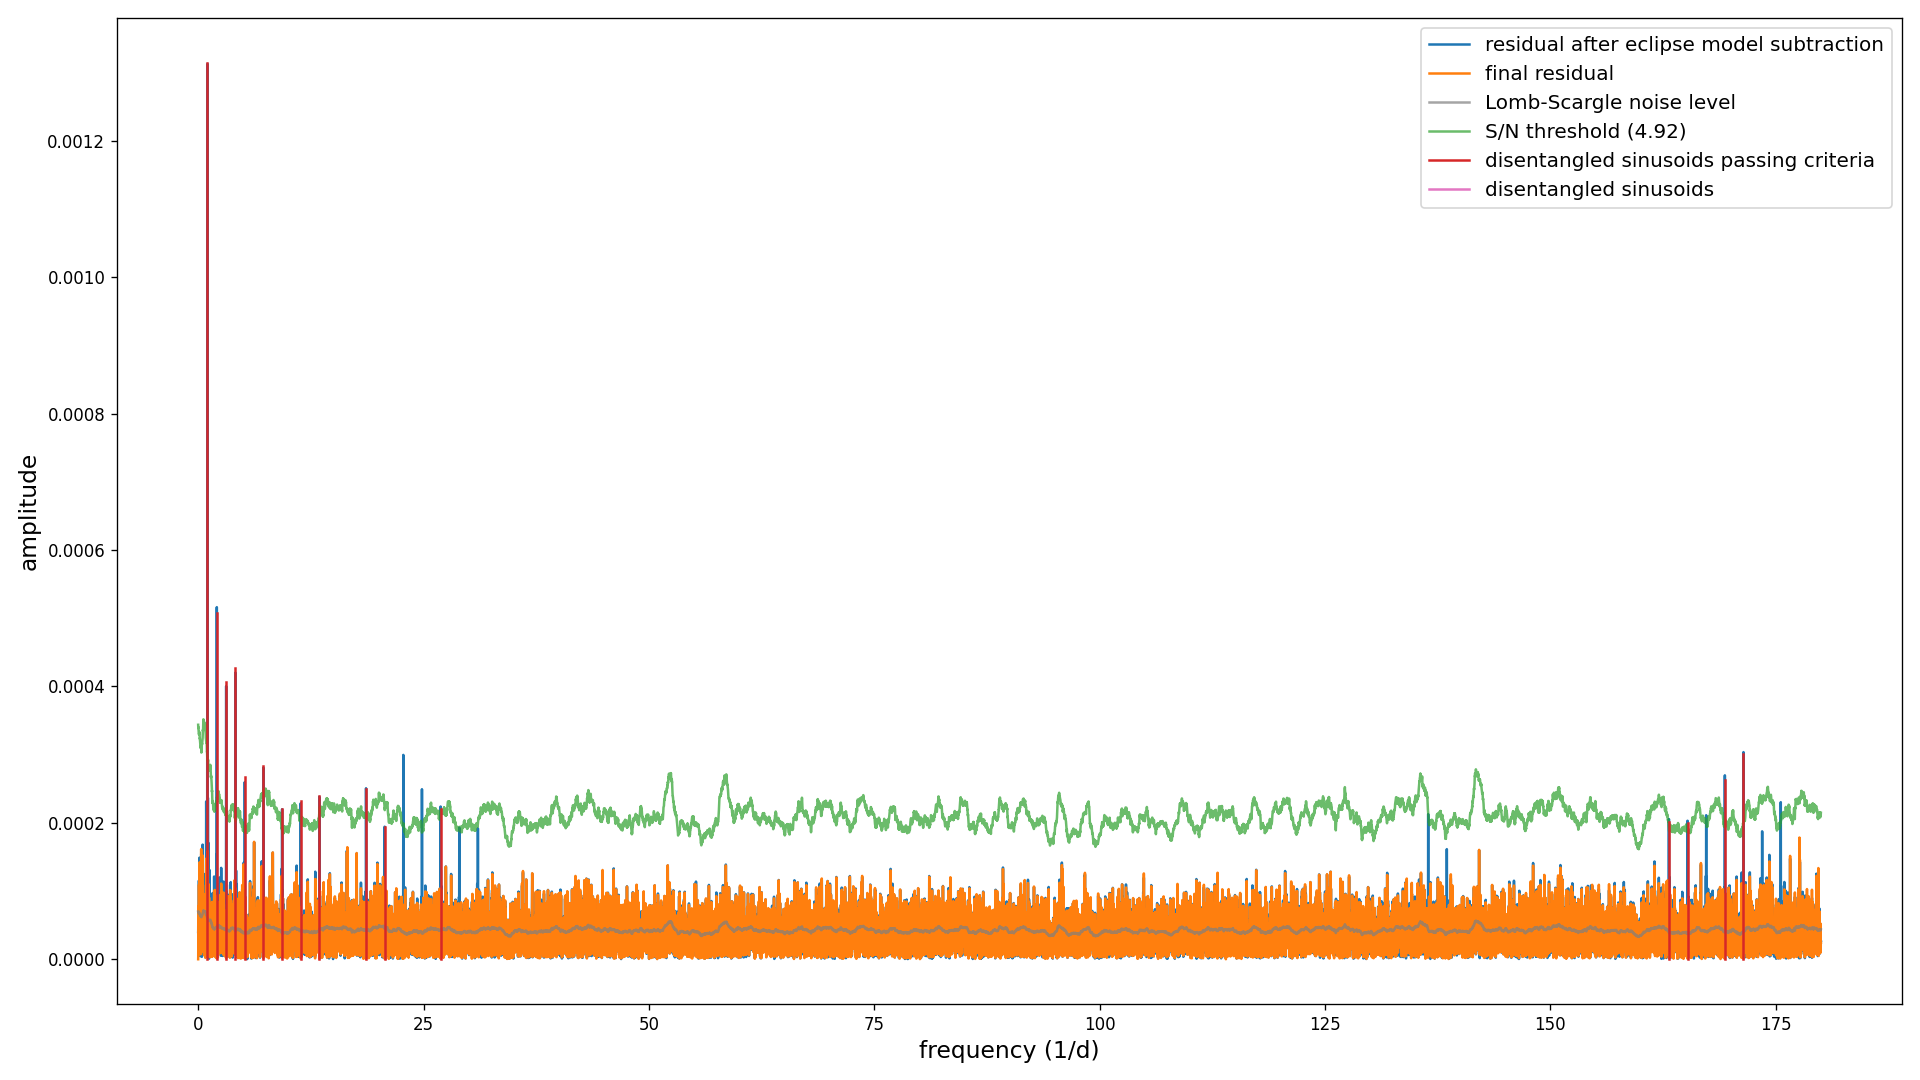 residual after eclipse model subtraction
final residual
Lomb-Scargle noise level
S/N threshold (4.92)
disentangled sinusoids passing criteria
disentangled sinusoids
amplitude
0.0012
0.0010
0.0008
0.0006
0.0004
0.0002
0.0000
0 25 50 75 100 125 150 175
frequency (1/d)